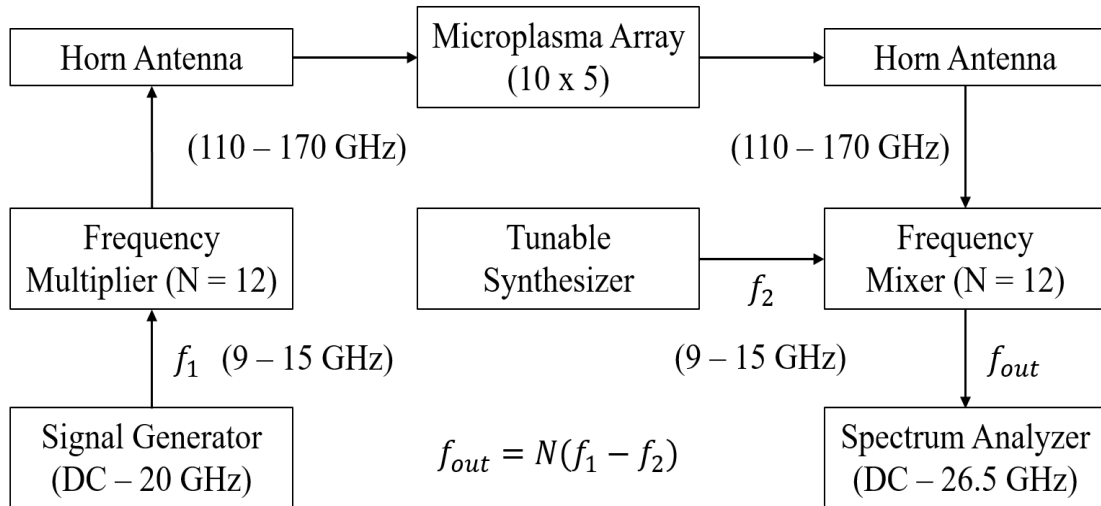 Horn Antenna
Microplasma Array
(10 x 5)
Horn Antenna
(110 – 170 GHz)
(110 – 170 GHz)
Frequency
Multiplier (N = 12)
Tunable
Synthesizer
Frequency
Mixer (N = 12)
f₂
f₁ (9 – 15 GHz)
(9 – 15 GHz)
fₒᵤₜ
Signal Generator
(DC – 20 GHz)
fₒᵤₜ = N(f₁ − f₂)
Spectrum Analyzer
(DC – 26.5 GHz)